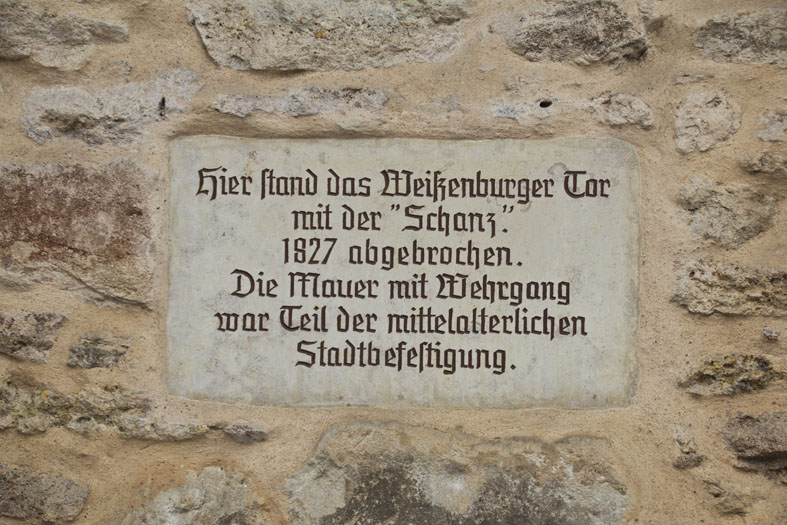 Hier stand das Weißenburger Tor
mit der "Schanz".
1827 abgebrochen.
Die Mauer mit Wehrgang
war Teil der mittelalterlichen
Stadtbefestigung.